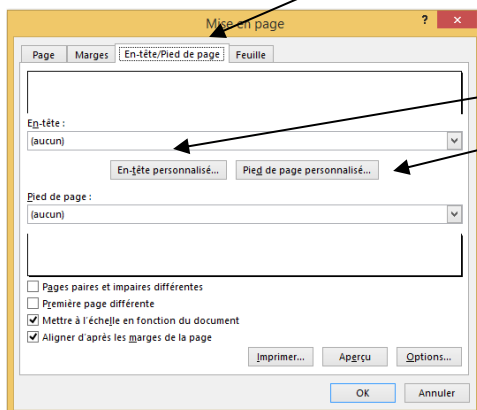 Mise en page
?
×
Page Marges En-tête/Pied de page Feuille
En-tête :
(aucun)
En-tête personnalisé... Pied de page personnalisé...
Pied de page :
(aucun)
Pages paires et impaires différentes
Première page différente
Mettre à l'échelle en fonction du document
Aligner d'après les marges de la page
Imprimer... Aperçu Options...
OK Annuler